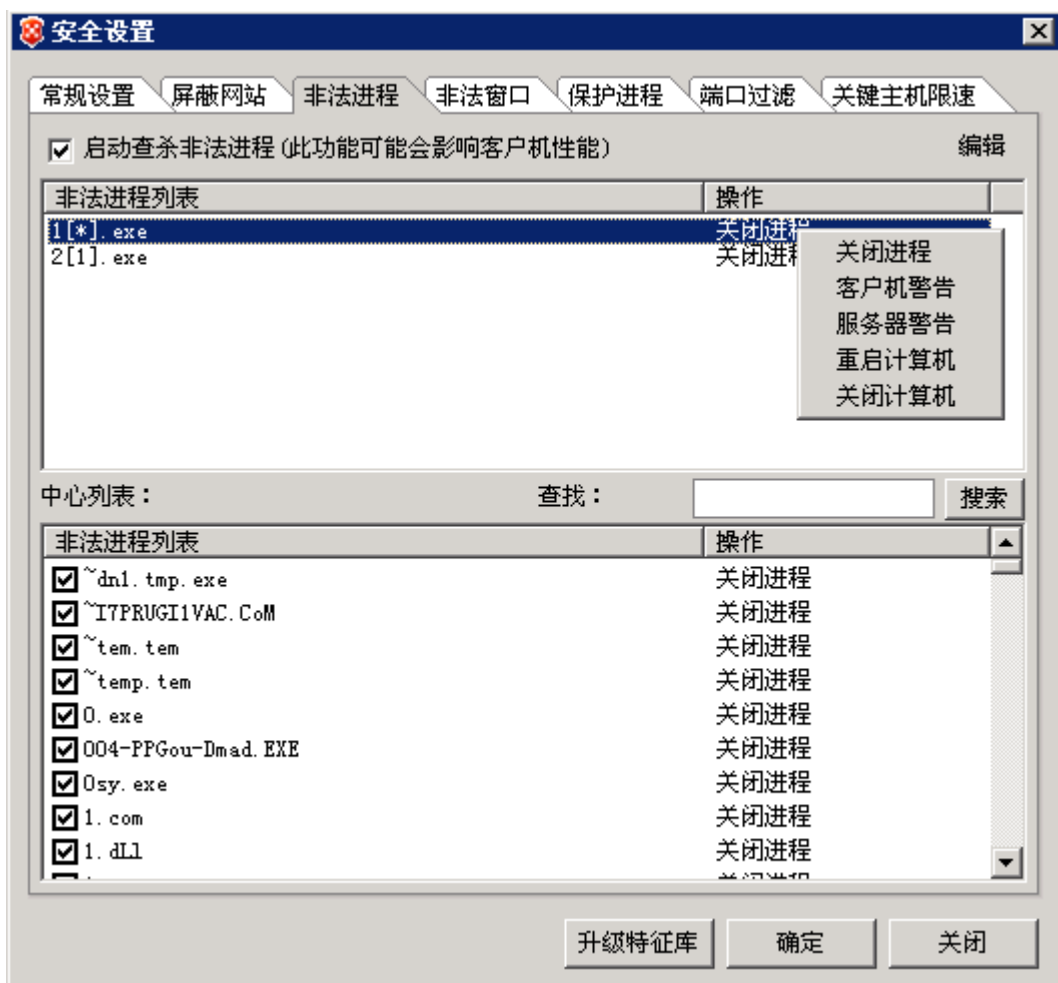 安全设置
常规设置 屏蔽网站 非法进程 非法窗口 保护进程 端口过滤 关键主机限速
启动查杀非法进程(此功能可能会影响客户机性能) 编辑
非法进程列表 操作
1[*].exe 关闭进程
2[1].exe 关闭进
关闭进程
客户机警告
服务器警告
重启计算机
关闭计算机
中心列表: 查找: 搜索
非法进程列表 操作
~dn1.tmp.exe 关闭进程
~I7PRUGI1VAC.CoM 关闭进程
~tem.tem 关闭进程
~temp.tem 关闭进程
0.exe 关闭进程
004-PPGou-Dmad.EXE 关闭进程
0sy.exe 关闭进程
1.com 关闭进程
1.dLl 关闭进程
升级特征库 确定 关闭